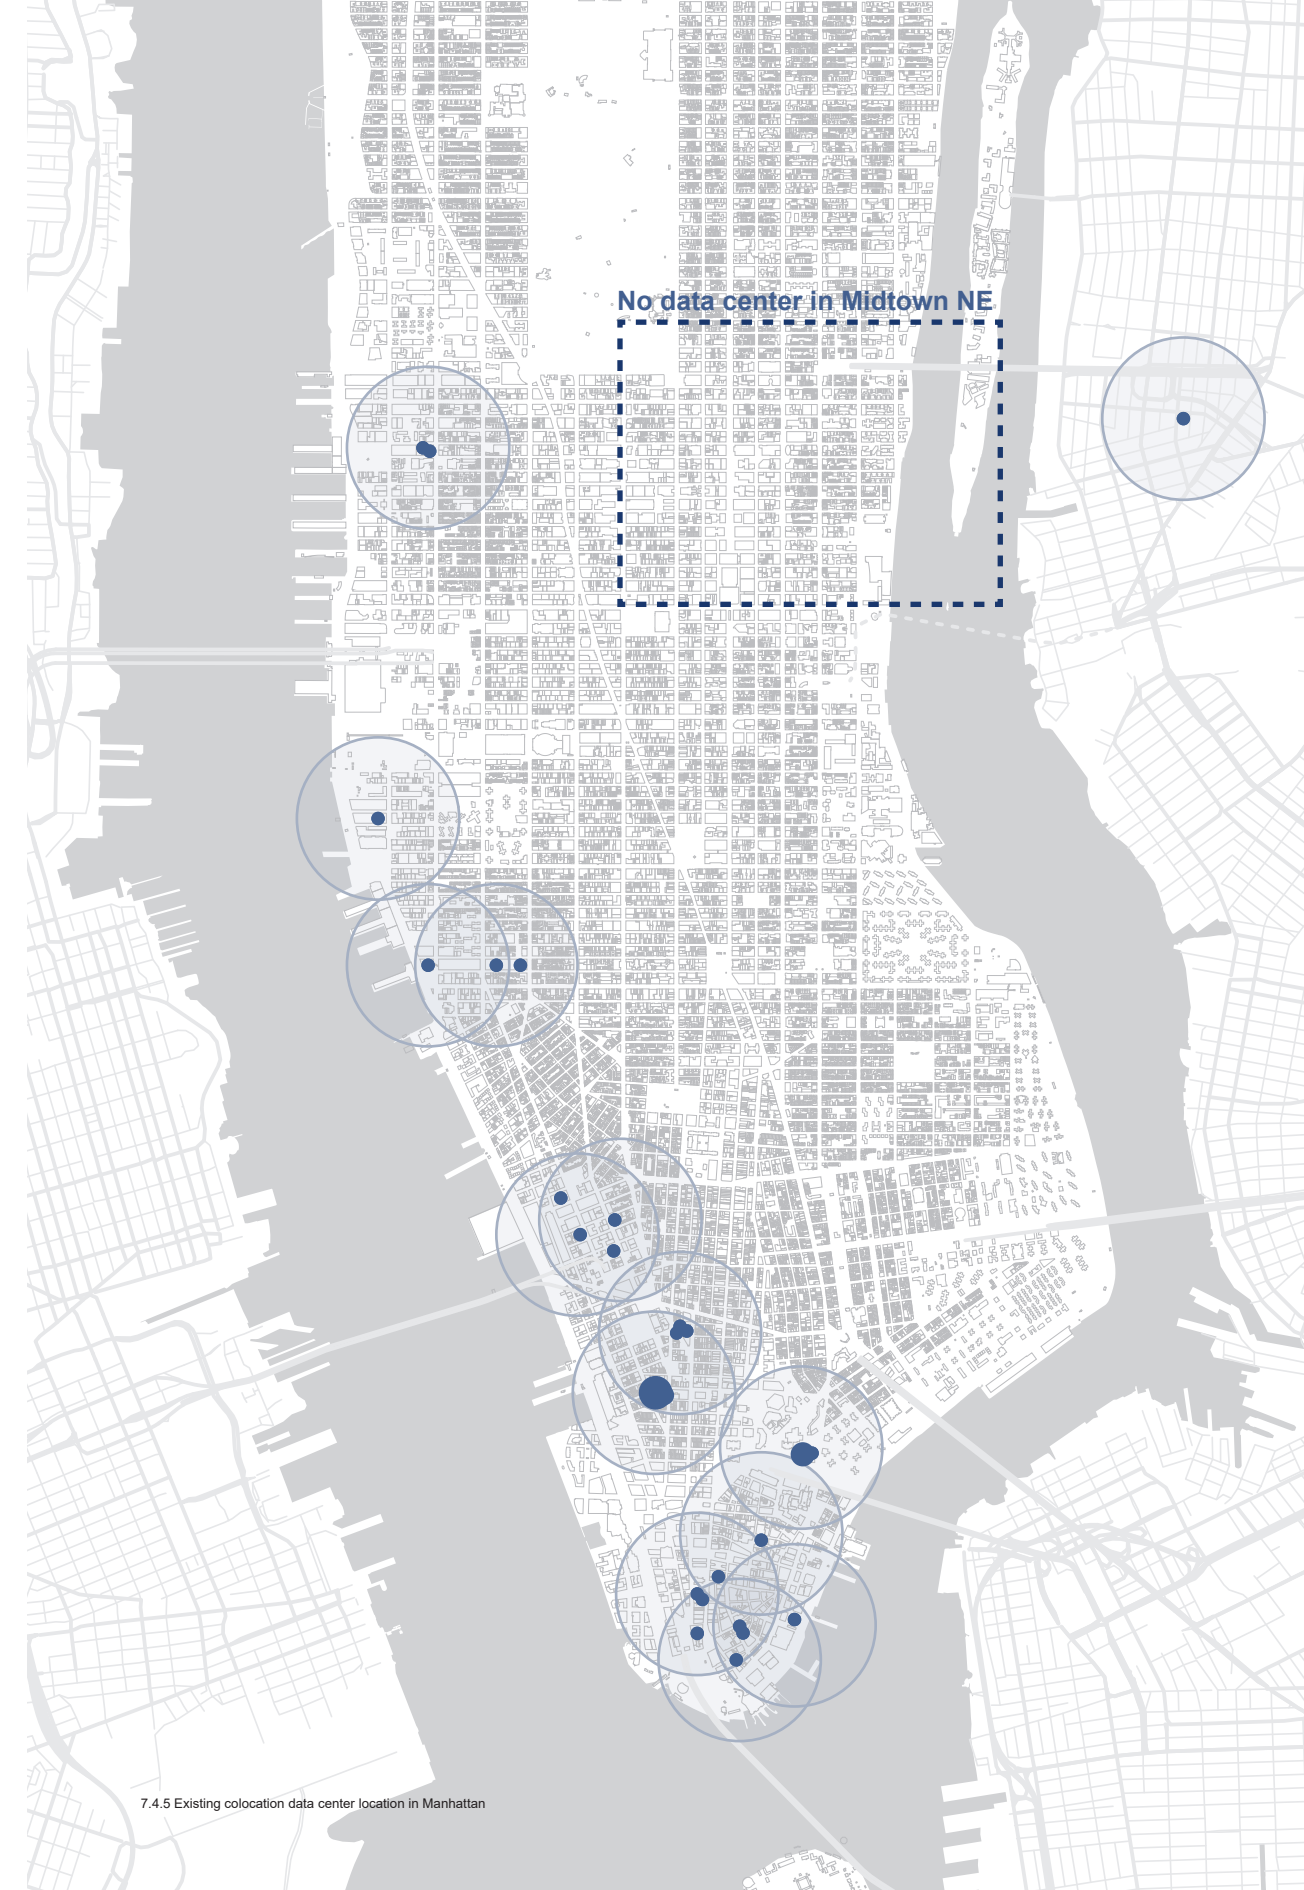 No data center in Midtown NE
7.4.5 Existing colocation data center location in Manhattan